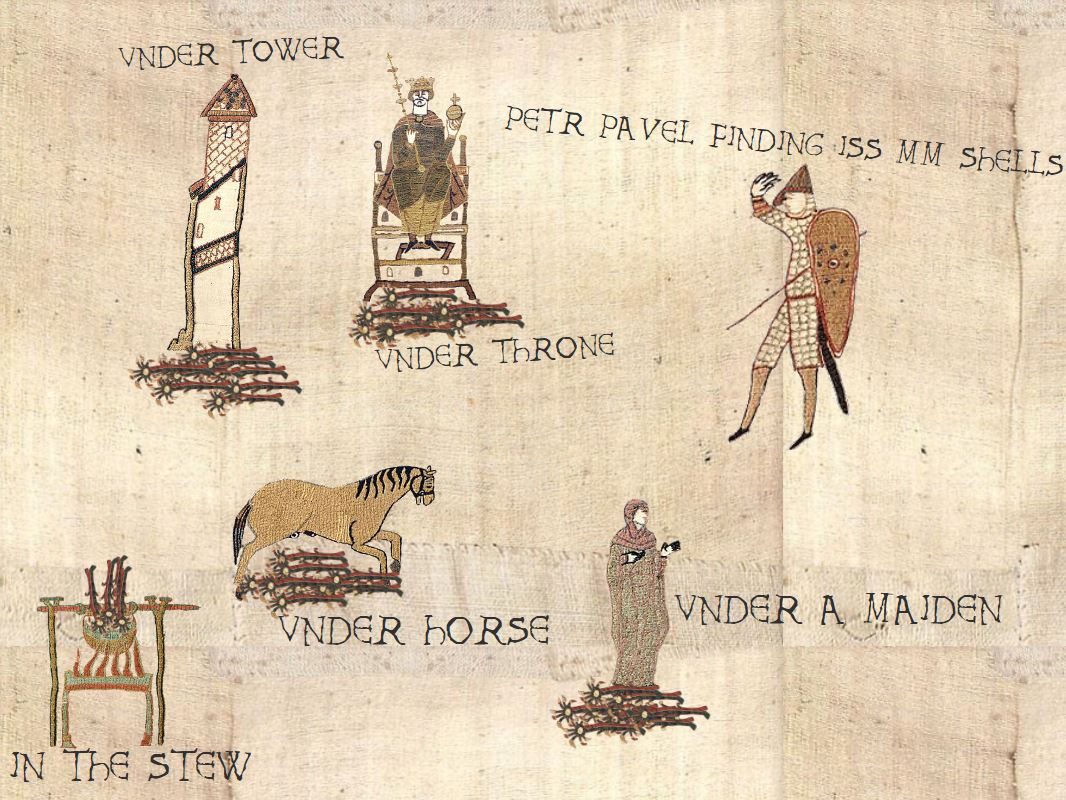 VNDER TOWER
PETR PAVEL FINDING ISS MM SHELLS
VNDER THRONE
VNDER HORSE
VNDER A MAIDEN
IN THE STEW